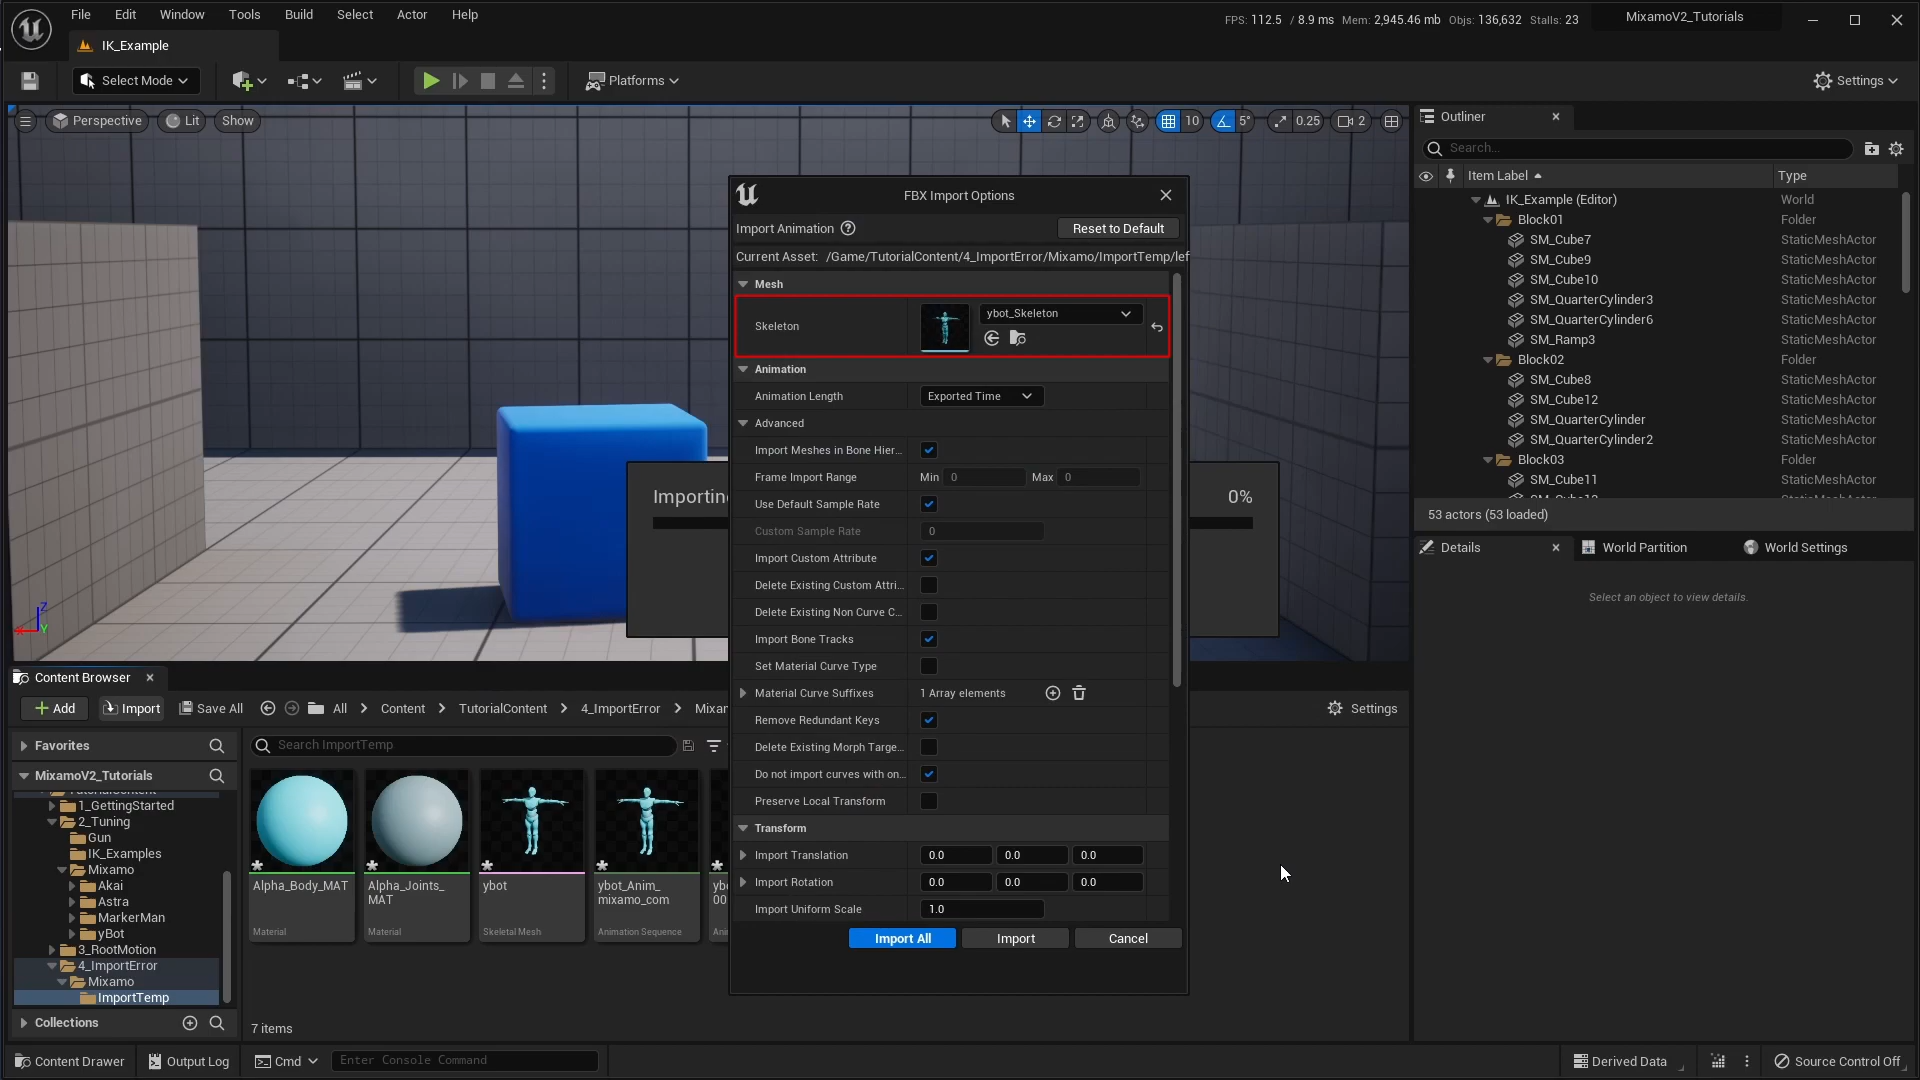 File Edit Window Tools Build Select Actor Help
FPS: 112.5 / 8.9 ms Mem: 2,945.46 mb Objs: 136,632 Stalls: 23
MixamoV2_Tutorials
IK_Example
Select Mode
Platforms
Settings
Perspective Lit Show
10 5° 0.25 2
Outliner
Search...
Item Label Type
IK_Example (Editor) World
Block01 Folder
SM_Cube7 StaticMeshActor
SM_Cube9 StaticMeshActor
SM_Cube10 StaticMeshActor
SM_QuarterCylinder3 StaticMeshActor
SM_QuarterCylinder6 StaticMeshActor
SM_Ramp3 StaticMeshActor
Block02 Folder
SM_Cube8 StaticMeshActor
SM_Cube12 StaticMeshActor
SM_QuarterCylinder StaticMeshActor
SM_QuarterCylinder2 StaticMeshActor
Block03 Folder
SM_Cube11 StaticMeshActor
53 actors (53 loaded)
Details World Partition World Settings
Select an object to view details.
FBX Import Options
Import Animation Reset to Default
Current Asset: /Game/TutorialContent/4_ImportError/Mixamo/ImportTemp/lef
Mesh
Skeleton ybot_Skeleton
Animation
Animation Length Exported Time
Advanced
Import Meshes in Bone Hier...
Frame Import Range Min 0 Max 0
Use Default Sample Rate
Custom Sample Rate 0
Import Custom Attribute
Delete Existing Custom Attri...
Delete Existing Non Curve C...
Import Bone Tracks
Set Material Curve Type
Material Curve Suffixes 1 Array elements
Remove Redundant Keys
Delete Existing Morph Targe...
Do not import curves with on...
Preserve Local Transform
Transform
Import Translation 0.0 0.0 0.0
Import Rotation 0.0 0.0 0.0
Import Uniform Scale 1.0
Import All Import Cancel
Importin
0%
Z
X
Y
Content Browser
Add Import Save All All Content TutorialContent 4_ImportError Mixam
Settings
Favorites
Search ImportTemp
MixamoV2_Tutorials
TutorialContent
1_GettingStarted
2_Tuning
Gun
IK_Examples
Mixamo
Akai
Astra
MarkerMan
yBot
3_RootMotion
4_ImportError
Mixamo
ImportTemp
Collections
Alpha_Body_MAT
Material
Alpha_Joints_
MAT
Material
ybot
Skeletal Mesh
ybot_Anim_
mixamo_com
Animation Sequence
7 items
Content Drawer Output Log Cmd Enter Console Command
Derived Data Source Control Off